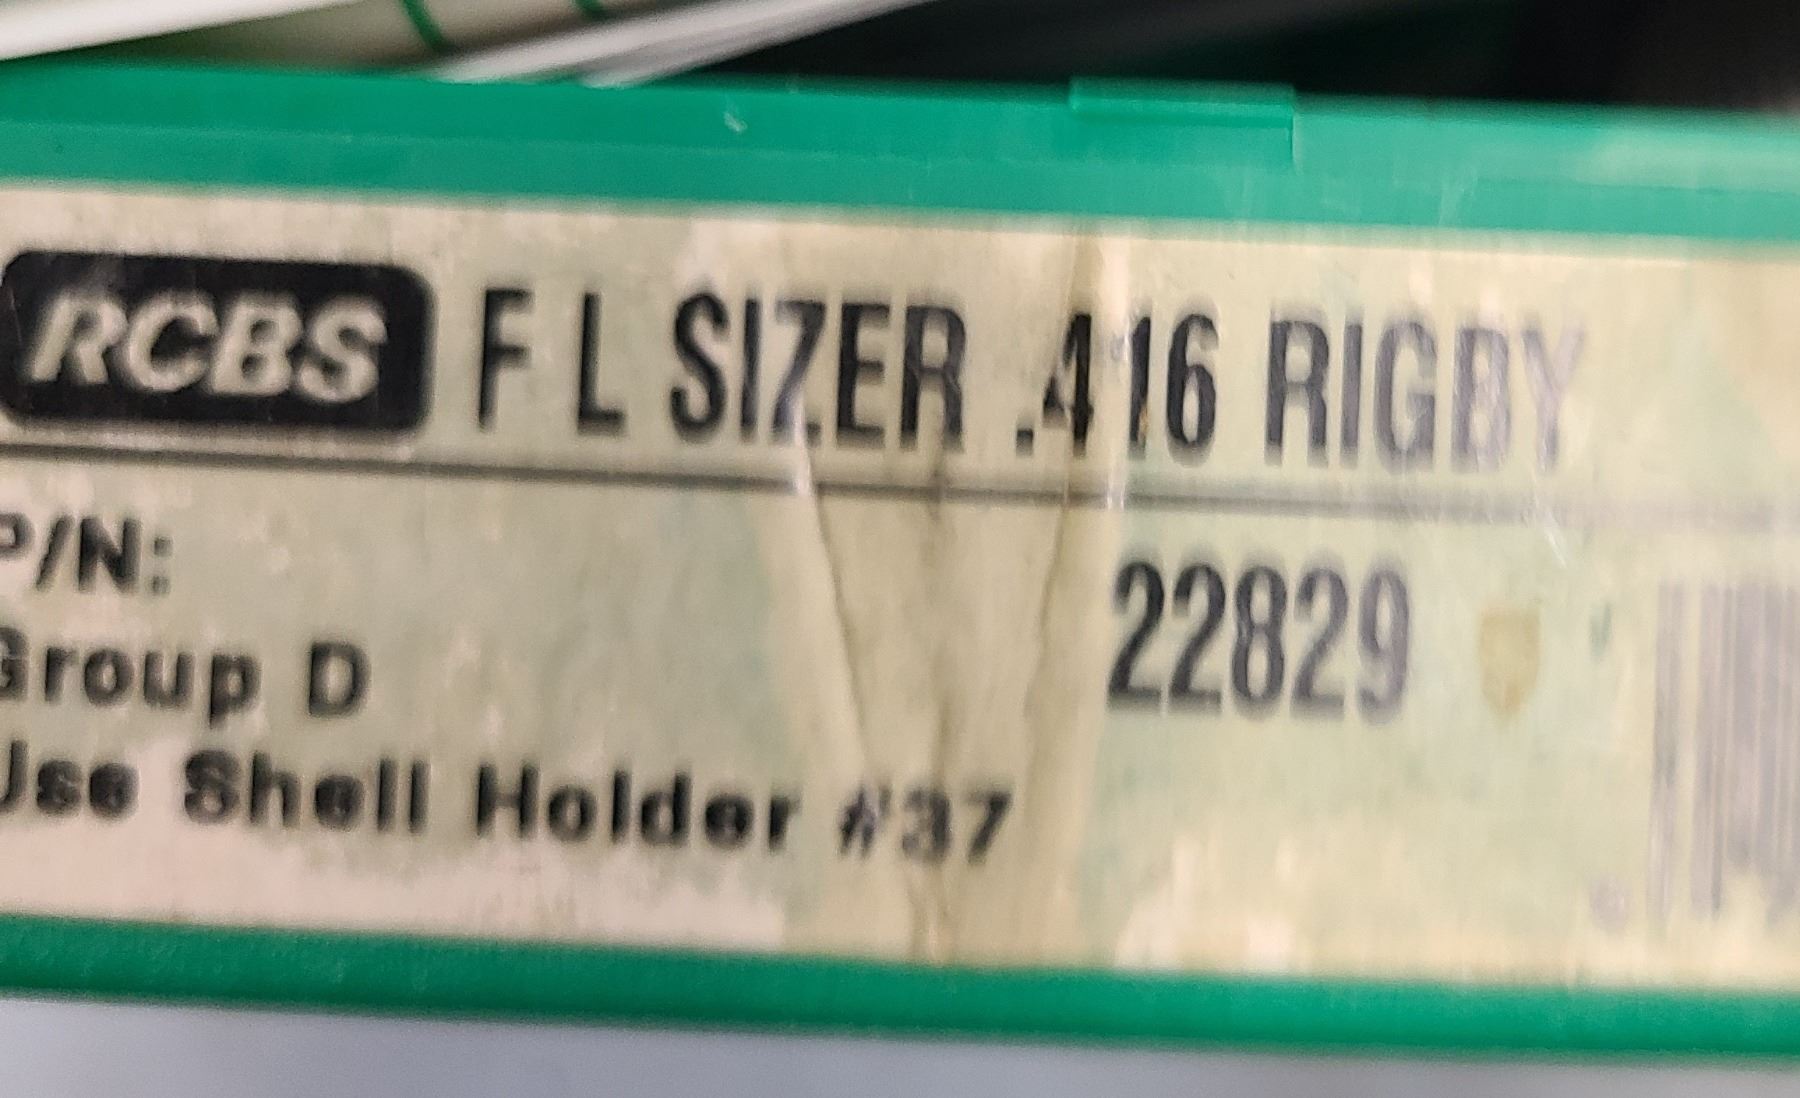 RCBS F L SIZER .416 RIGBY
P/N: 22829
Group D
Use Shell Holder #37